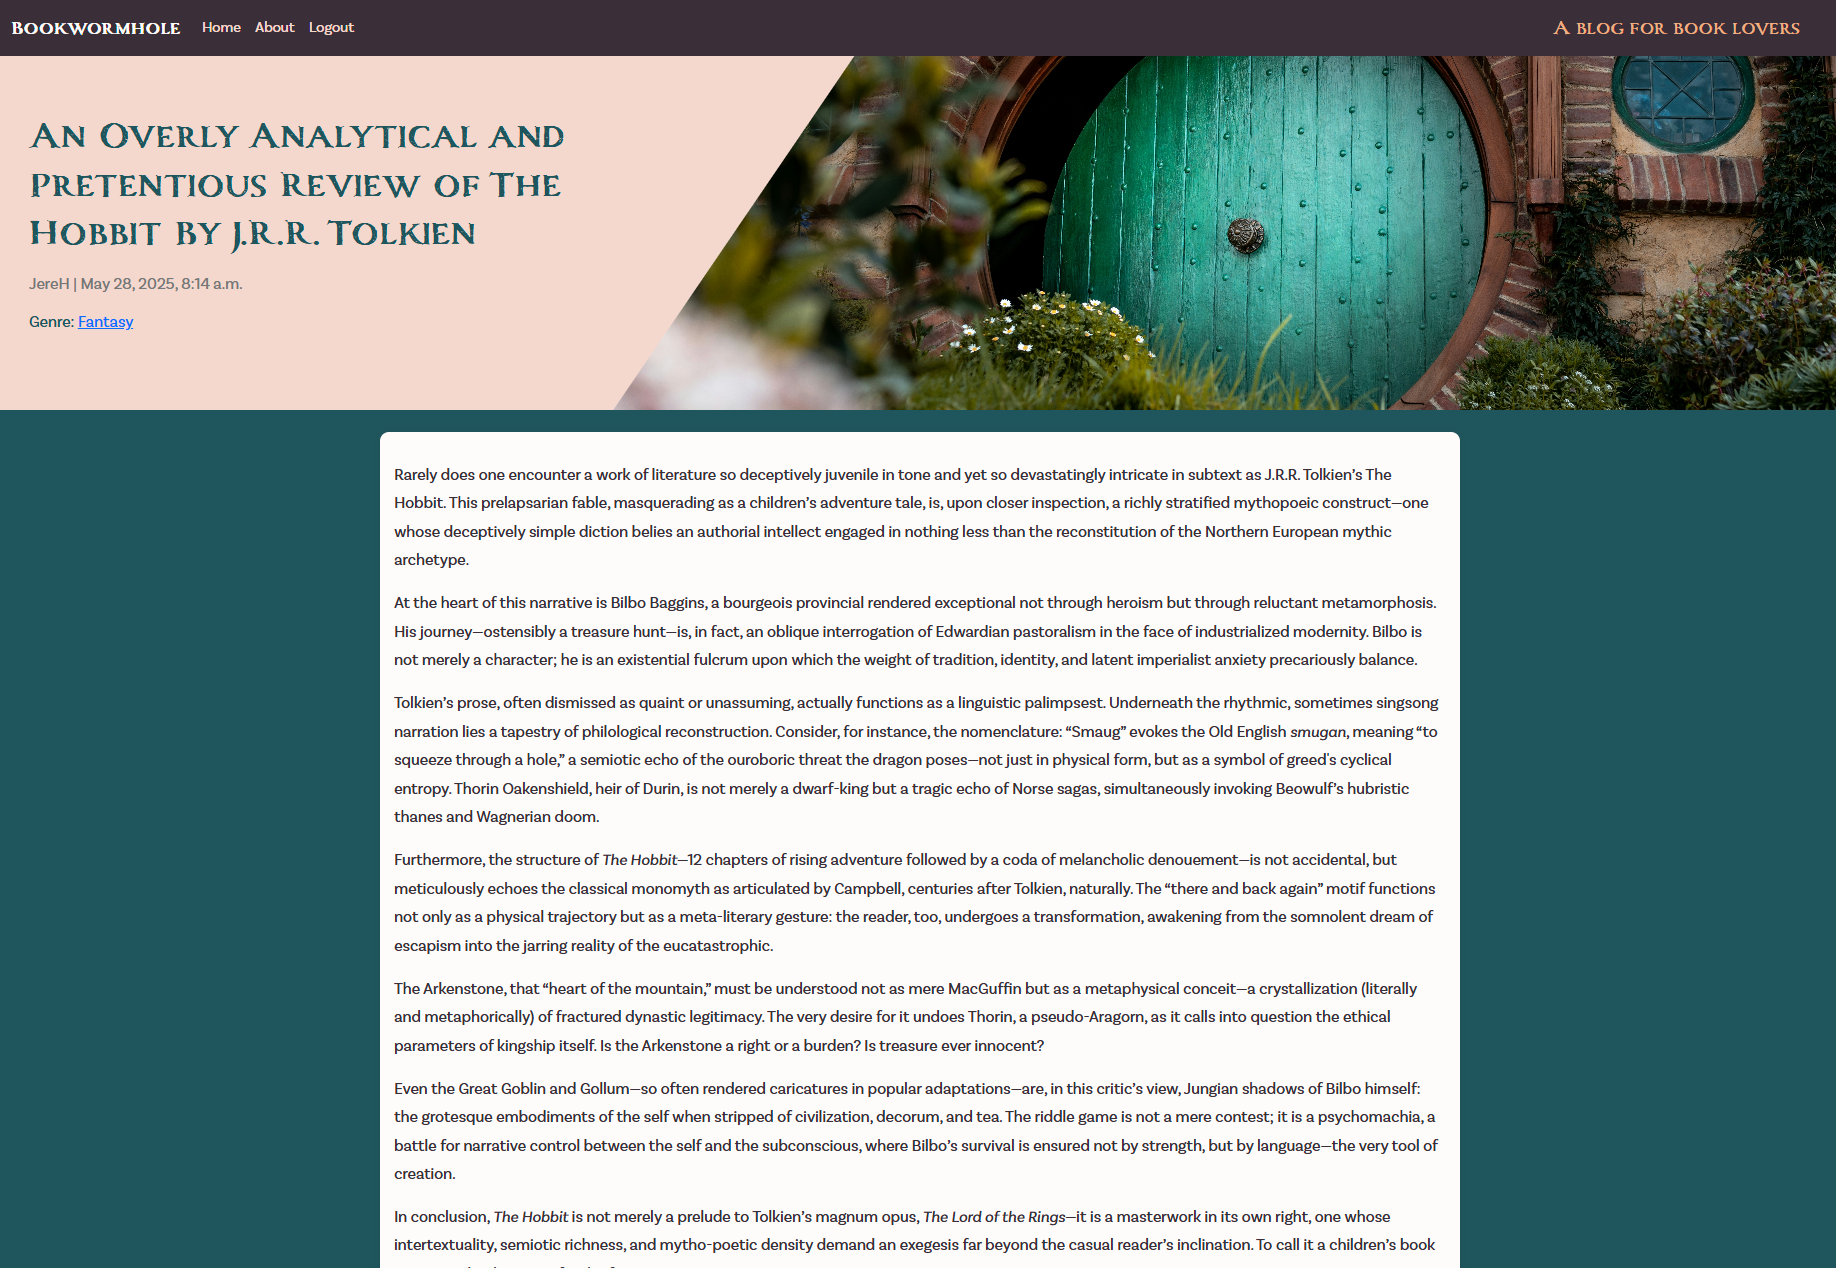 Bookwormhole Home About Logout A blog for book lovers
An Overly Analytical and
Pretentious Review of The
Hobbit By J.R.R. Tolkien
JereH | May 28, 2025, 8:14 a.m.
Genre: Fantasy
Rarely does one encounter a work of literature so deceptively juvenile in tone and yet so devastatingly intricate in subtext as J.R.R. Tolkien’s The
Hobbit. This prelapsarian fable, masquerading as a children’s adventure tale, is, upon closer inspection, a richly stratified mythopoeic construct—one
whose deceptively simple diction belies an authorial intellect engaged in nothing less than the reconstitution of the Northern European mythic
archetype.
At the heart of this narrative is Bilbo Baggins, a bourgeois provincial rendered exceptional not through heroism but through reluctant metamorphosis.
His journey—ostensibly a treasure hunt—is, in fact, an oblique interrogation of Edwardian pastoralism in the face of industrialized modernity. Bilbo is
not merely a character; he is an existential fulcrum upon which the weight of tradition, identity, and latent imperialist anxiety precariously balance.
Tolkien’s prose, often dismissed as quaint or unassuming, actually functions as a linguistic palimpsest. Underneath the rhythmic, sometimes singsong
narration lies a tapestry of philological reconstruction. Consider, for instance, the nomenclature: “Smaug” evokes the Old English smugan, meaning “to
squeeze through a hole,” a semiotic echo of the ouroboric threat the dragon poses—not just in physical form, but as a symbol of greed's cyclical
entropy. Thorin Oakenshield, heir of Durin, is not merely a dwarf-king but a tragic echo of Norse sagas, simultaneously invoking Beowulf’s hubristic
thanes and Wagnerian doom.
Furthermore, the structure of The Hobbit—12 chapters of rising adventure followed by a coda of melancholic denouement—is not accidental, but
meticulously echoes the classical monomyth as articulated by Campbell, centuries after Tolkien, naturally. The “there and back again” motif functions
not only as a physical trajectory but as a meta-literary gesture: the reader, too, undergoes a transformation, awakening from the somnolent dream of
escapism into the jarring reality of the eucatastrophic.
The Arkenstone, that “heart of the mountain,” must be understood not as mere MacGuffin but as a metaphysical conceit—a crystallization (literally
and metaphorically) of fractured dynastic legitimacy. The very desire for it undoes Thorin, a pseudo-Aragorn, as it calls into question the ethical
parameters of kingship itself. Is the Arkenstone a right or a burden? Is treasure ever innocent?
Even the Great Goblin and Gollum—so often rendered caricatures in popular adaptations—are, in this critic’s view, Jungian shadows of Bilbo himself:
the grotesque embodiments of the self when stripped of civilization, decorum, and tea. The riddle game is not a mere contest; it is a psychomachia, a
battle for narrative control between the self and the subconscious, where Bilbo’s survival is ensured not by strength, but by language—the very tool of
creation.
In conclusion, The Hobbit is not merely a prelude to Tolkien’s magnum opus, The Lord of the Rings—it is a masterwork in its own right, one whose
intertextuality, semiotic richness, and mytho-poetic density demand an exegesis far beyond the casual reader’s inclination. To call it a children’s book